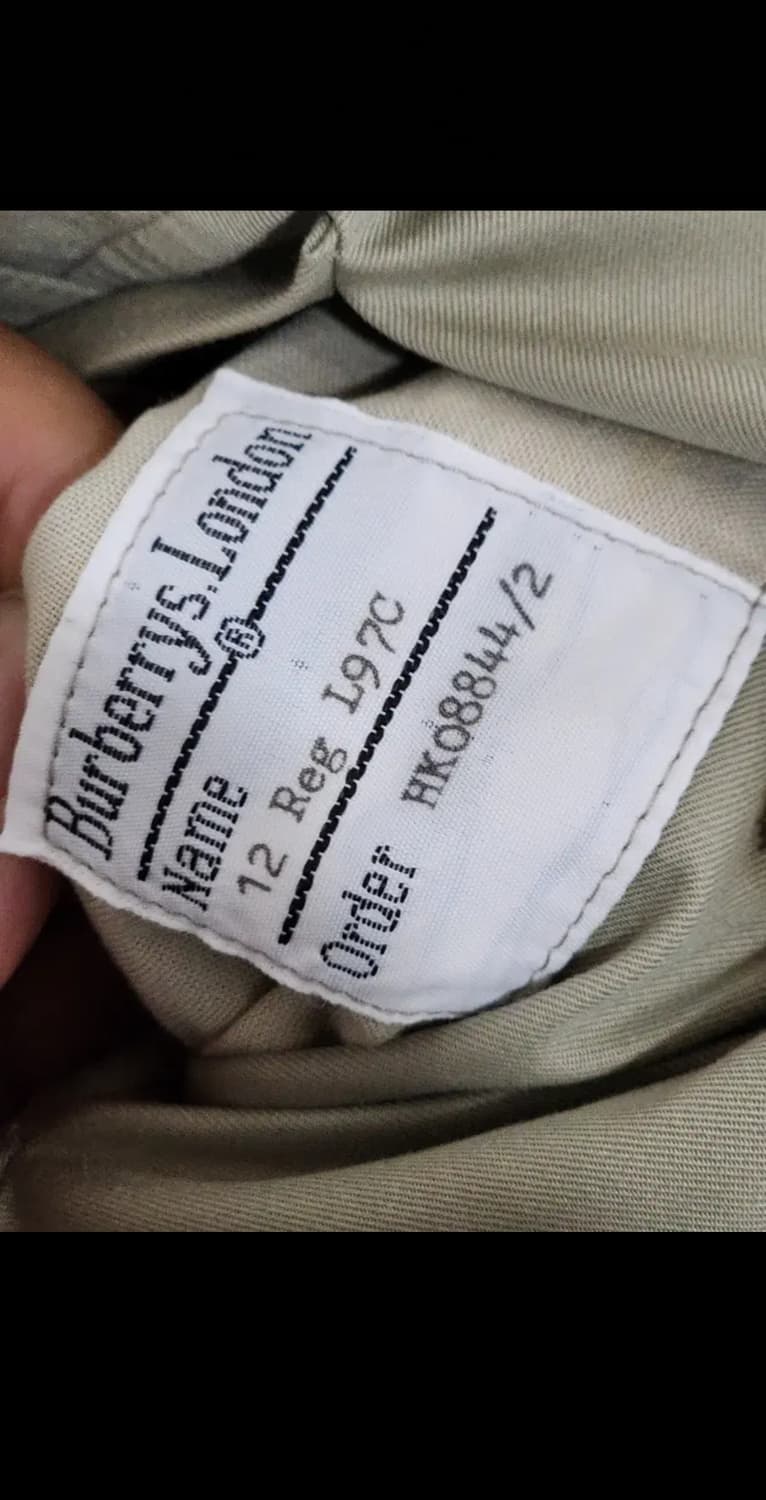 Burberrys.London
®
Name
12 Reg L97C
Order HK08844/2